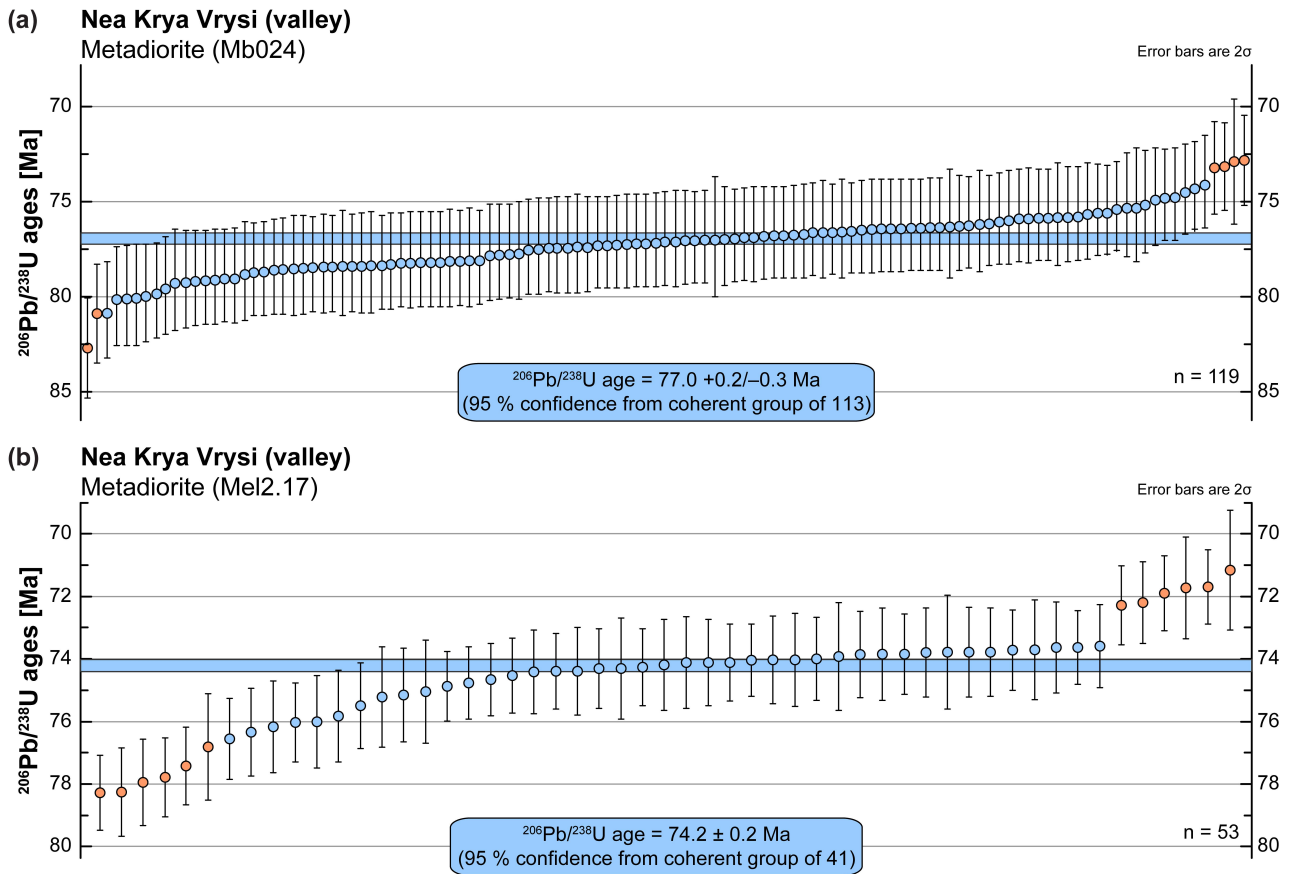 (a) Nea Krya Vrysi (valley)
Metadiorite (Mb024)
Error bars are 2σ
²⁰⁶Pb/²³⁸U ages [Ma]
70
75
80
85
70
75
80
85
n = 119
²⁰⁶Pb/²³⁸U age = 77.0 +0.2/–0.3 Ma
(95 % confidence from coherent group of 113)
(b) Nea Krya Vrysi (valley)
Metadiorite (Mel2.17)
Error bars are 2σ
²⁰⁶Pb/²³⁸U ages [Ma]
70
72
74
76
78
80
70
72
74
76
78
80
n = 53
²⁰⁶Pb/²³⁸U age = 74.2 ± 0.2 Ma
(95 % confidence from coherent group of 41)